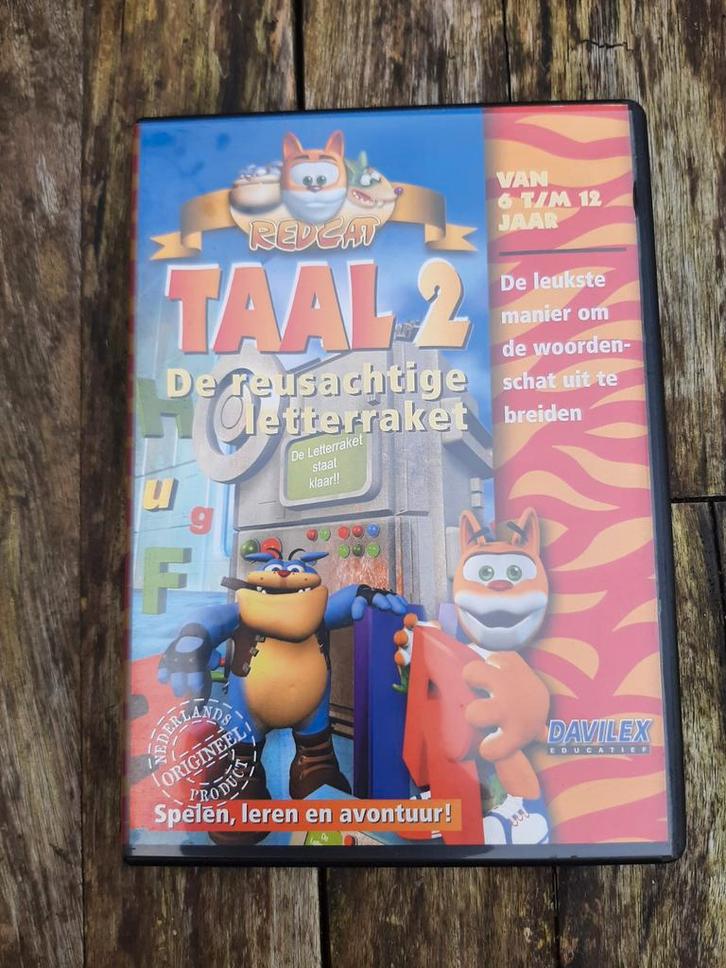 REDCAT
TAAL 2
De reusachtige
letterraket
De Letterraket
staat
klaar!!
H
u
g
F
VAN
6 T/M 12
JAAR
De leukste
manier om
de woorden-
schat uit te
breiden
DAVILEX
EDUCATIEF
NEDERLANDS
ORIGINEEL
PRODUCT
Spelen, leren en avontuur!